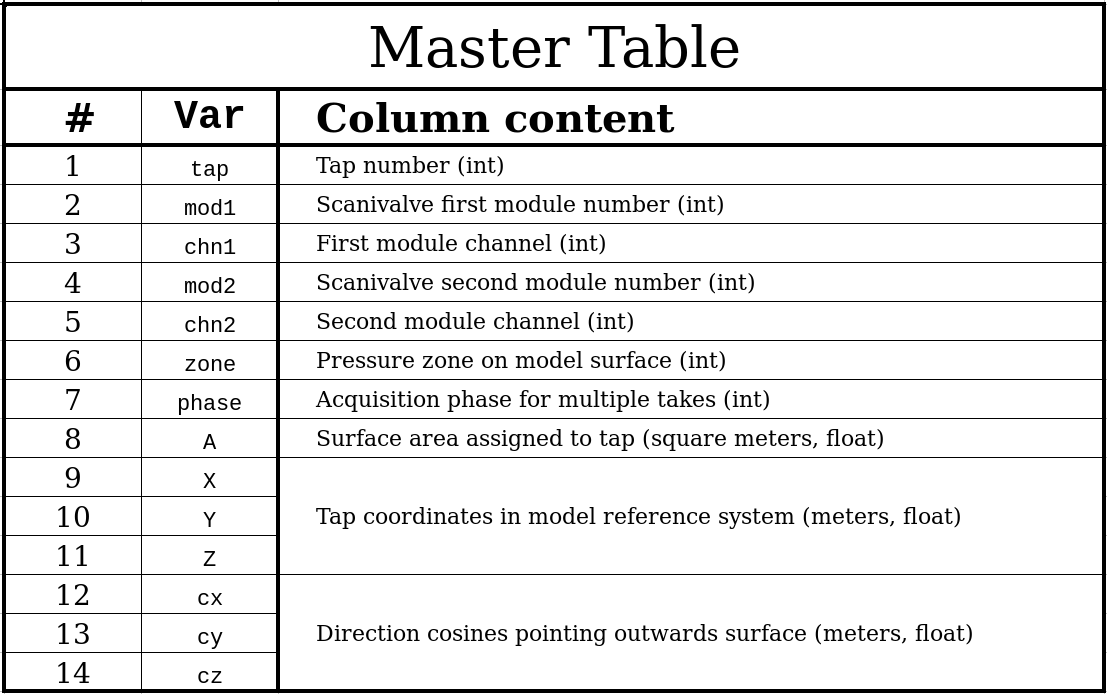 Master Table
# Var Column content
1 tap Tap number (int)
2 mod1 Scanivalve first module number (int)
3 chn1 First module channel (int)
4 mod2 Scanivalve second module number (int)
5 chn2 Second module channel (int)
6 zone Pressure zone on model surface (int)
7 phase Acquisition phase for multiple takes (int)
8 A Surface area assigned to tap (square meters, float)
9 X
10 Y Tap coordinates in model reference system (meters, float)
11 Z
12 cx
13 cy Direction cosines pointing outwards surface (meters, float)
14 cz